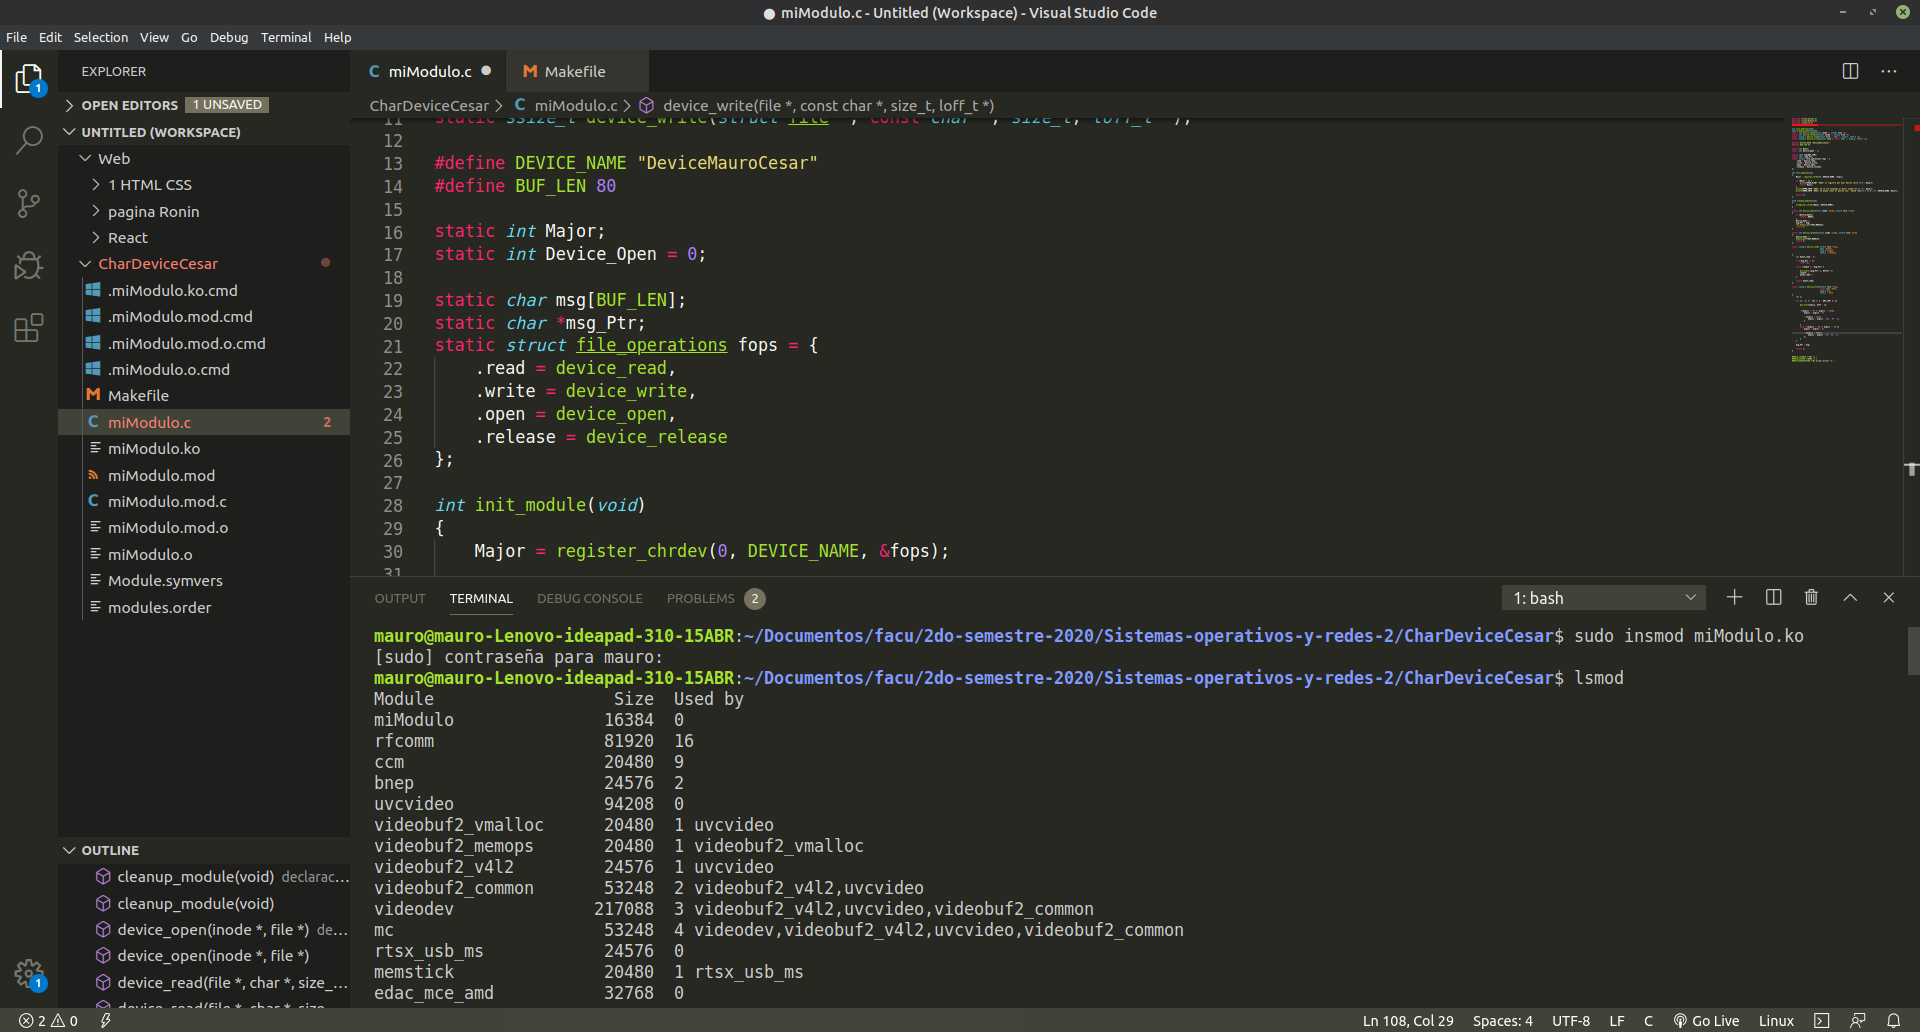 ● miModulo.c - Untitled (Workspace) - Visual Studio Code
File Edit Selection View Go Debug Terminal Help
EXPLORER
OPEN EDITORS 1 UNSAVED
UNTITLED (WORKSPACE)
Web
1 HTML CSS
pagina Ronin
React
CharDeviceCesar
.miModulo.ko.cmd
.miModulo.mod.cmd
.miModulo.mod.o.cmd
.miModulo.o.cmd
Makefile
miModulo.c 2
miModulo.ko
miModulo.mod
miModulo.mod.c
miModulo.mod.o
miModulo.o
Module.symvers
modules.order
OUTLINE
cleanup_module(void) declarac...
cleanup_module(void)
device_open(inode *, file *) de...
device_open(inode *, file *)
device_read(file *, char *, size_...
1
1
miModulo.c
Makefile
CharDeviceCesar > miModulo.c > device_write(file *, const char *, size_t, loff_t *)
11 static ssize_t device_write(struct file *, const char *, size_t, loff_t *);
12
13 #define DEVICE_NAME "DeviceMauroCesar"
14 #define BUF_LEN 80
15
16 static int Major;
17 static int Device_Open = 0;
18
19 static char msg[BUF_LEN];
20 static char *msg_Ptr;
21 static struct file_operations fops = {
22 .read = device_read,
23 .write = device_write,
24 .open = device_open,
25 .release = device_release
26 };
27
28 int init_module(void)
29 {
30 Major = register_chrdev(0, DEVICE_NAME, &fops);
31
OUTPUT TERMINAL DEBUG CONSOLE PROBLEMS 2
1: bash
mauro@mauro-Lenovo-ideapad-310-15ABR:~/Documentos/facu/2do-semestre-2020/Sistemas-operativos-y-redes-2/CharDeviceCesar$ sudo insmod miModulo.ko
[sudo] contraseña para mauro:
mauro@mauro-Lenovo-ideapad-310-15ABR:~/Documentos/facu/2do-semestre-2020/Sistemas-operativos-y-redes-2/CharDeviceCesar$ lsmod
Module Size Used by
miModulo 16384 0
rfcomm 81920 16
ccm 20480 9
bnep 24576 2
uvcvideo 94208 0
videobuf2_vmalloc 20480 1 uvcvideo
videobuf2_memops 20480 1 videobuf2_vmalloc
videobuf2_v4l2 24576 1 uvcvideo
videobuf2_common 53248 2 videobuf2_v4l2,uvcvideo
videodev 217088 3 videobuf2_v4l2,uvcvideo,videobuf2_common
mc 53248 4 videodev,videobuf2_v4l2,uvcvideo,videobuf2_common
rtsx_usb_ms 24576 0
memstick 20480 1 rtsx_usb_ms
edac_mce_amd 32768 0
2 0
Ln 108, Col 29 Spaces: 4 UTF-8 LF C Go Live Linux